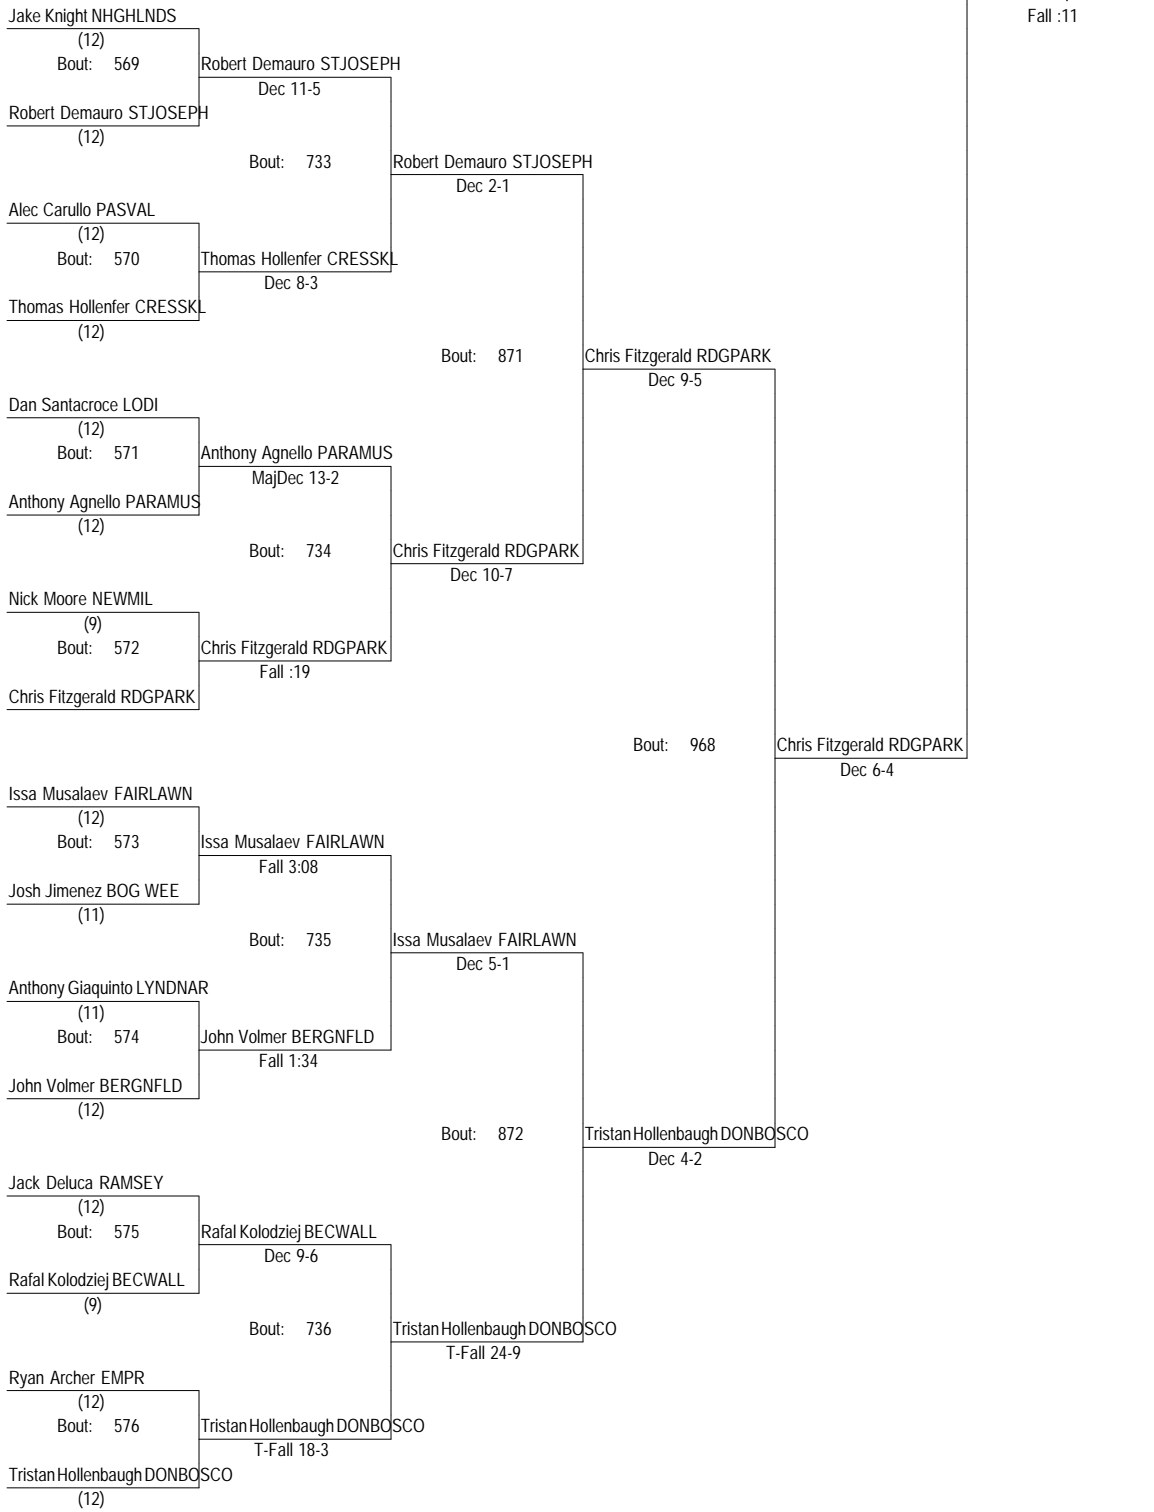 Fall :11
Jake Knight NHGHLNDS
(12)
Bout: 569
Robert Demauro STJOSEPH
Dec 11-5
Robert Demauro STJOSEPH
(12)
Bout: 733
Robert Demauro STJOSEPH
Dec 2-1
Alec Carullo PASVAL
(12)
Bout: 570
Thomas Hollenfer CRESSKL
Dec 8-3
Thomas Hollenfer CRESSKL
(12)
Bout: 871
Chris Fitzgerald RDGPARK
Dec 9-5
Dan Santacroce LODI
(12)
Bout: 571
Anthony Agnello PARAMUS
MajDec 13-2
Anthony Agnello PARAMUS
(12)
Bout: 734
Chris Fitzgerald RDGPARK
Dec 10-7
Nick Moore NEWMIL
(9)
Bout: 572
Chris Fitzgerald RDGPARK
Fall :19
Chris Fitzgerald RDGPARK
Bout: 968
Chris Fitzgerald RDGPARK
Dec 6-4
Issa Musalaev FAIRLAWN
(12)
Bout: 573
Issa Musalaev FAIRLAWN
Fall 3:08
Josh Jimenez BOG WEE
(11)
Bout: 735
Issa Musalaev FAIRLAWN
Dec 5-1
Anthony Giaquinto LYNDNAR
(11)
Bout: 574
John Volmer BERGNFLD
Fall 1:34
John Volmer BERGNFLD
(12)
Bout: 872
Tristan Hollenbaugh DONBOSCO
Dec 4-2
Jack Deluca RAMSEY
(12)
Bout: 575
Rafal Kolodziej BECWALL
Dec 9-6
Rafal Kolodziej BECWALL
(9)
Bout: 736
Tristan Hollenbaugh DONBOSCO
T-Fall 24-9
Ryan Archer EMPR
(12)
Bout: 576
Tristan Hollenbaugh DONBOSCO
T-Fall 18-3
Tristan Hollenbaugh DONBOSCO
(12)